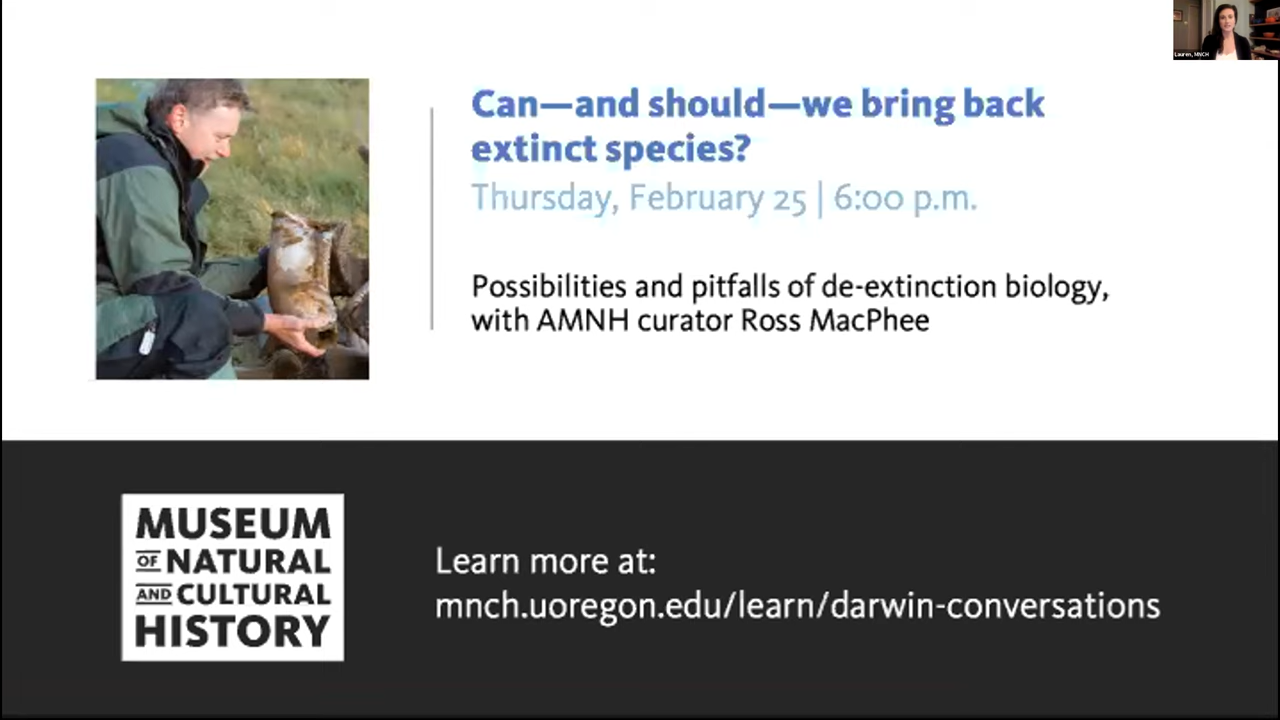 Lauren, MNCH
Can—and should—we bring back
extinct species?
Thursday, February 25 | 6:00 p.m.
Possibilities and pitfalls of de-extinction biology,
with AMNH curator Ross MacPhee
MUSEUM
OF NATURAL
AND CULTURAL
HISTORY
Learn more at:
mnch.uoregon.edu/learn/darwin-conversations